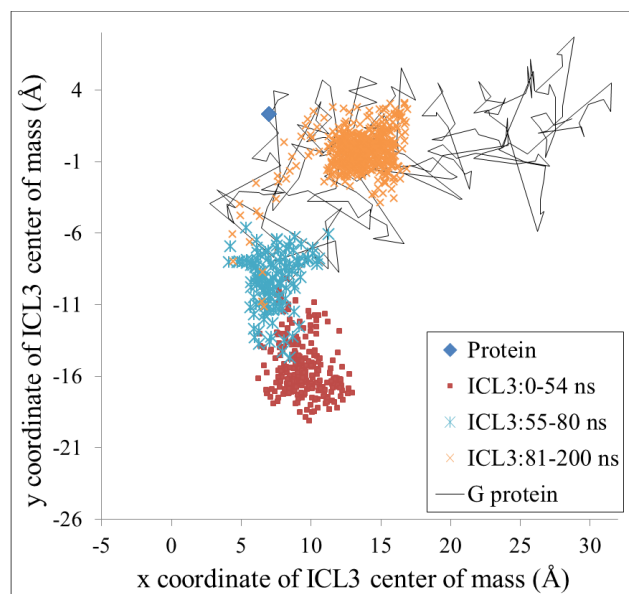 y coordinate of ICL3 center of mass (Å)
4
-1
-6
-11
-16
-21
-26
-5
0
5
10
15
20
25
30
x coordinate of ICL3 center of mass (Å)
Protein
ICL3:0-54 ns
ICL3:55-80 ns
ICL3:81-200 ns
G protein